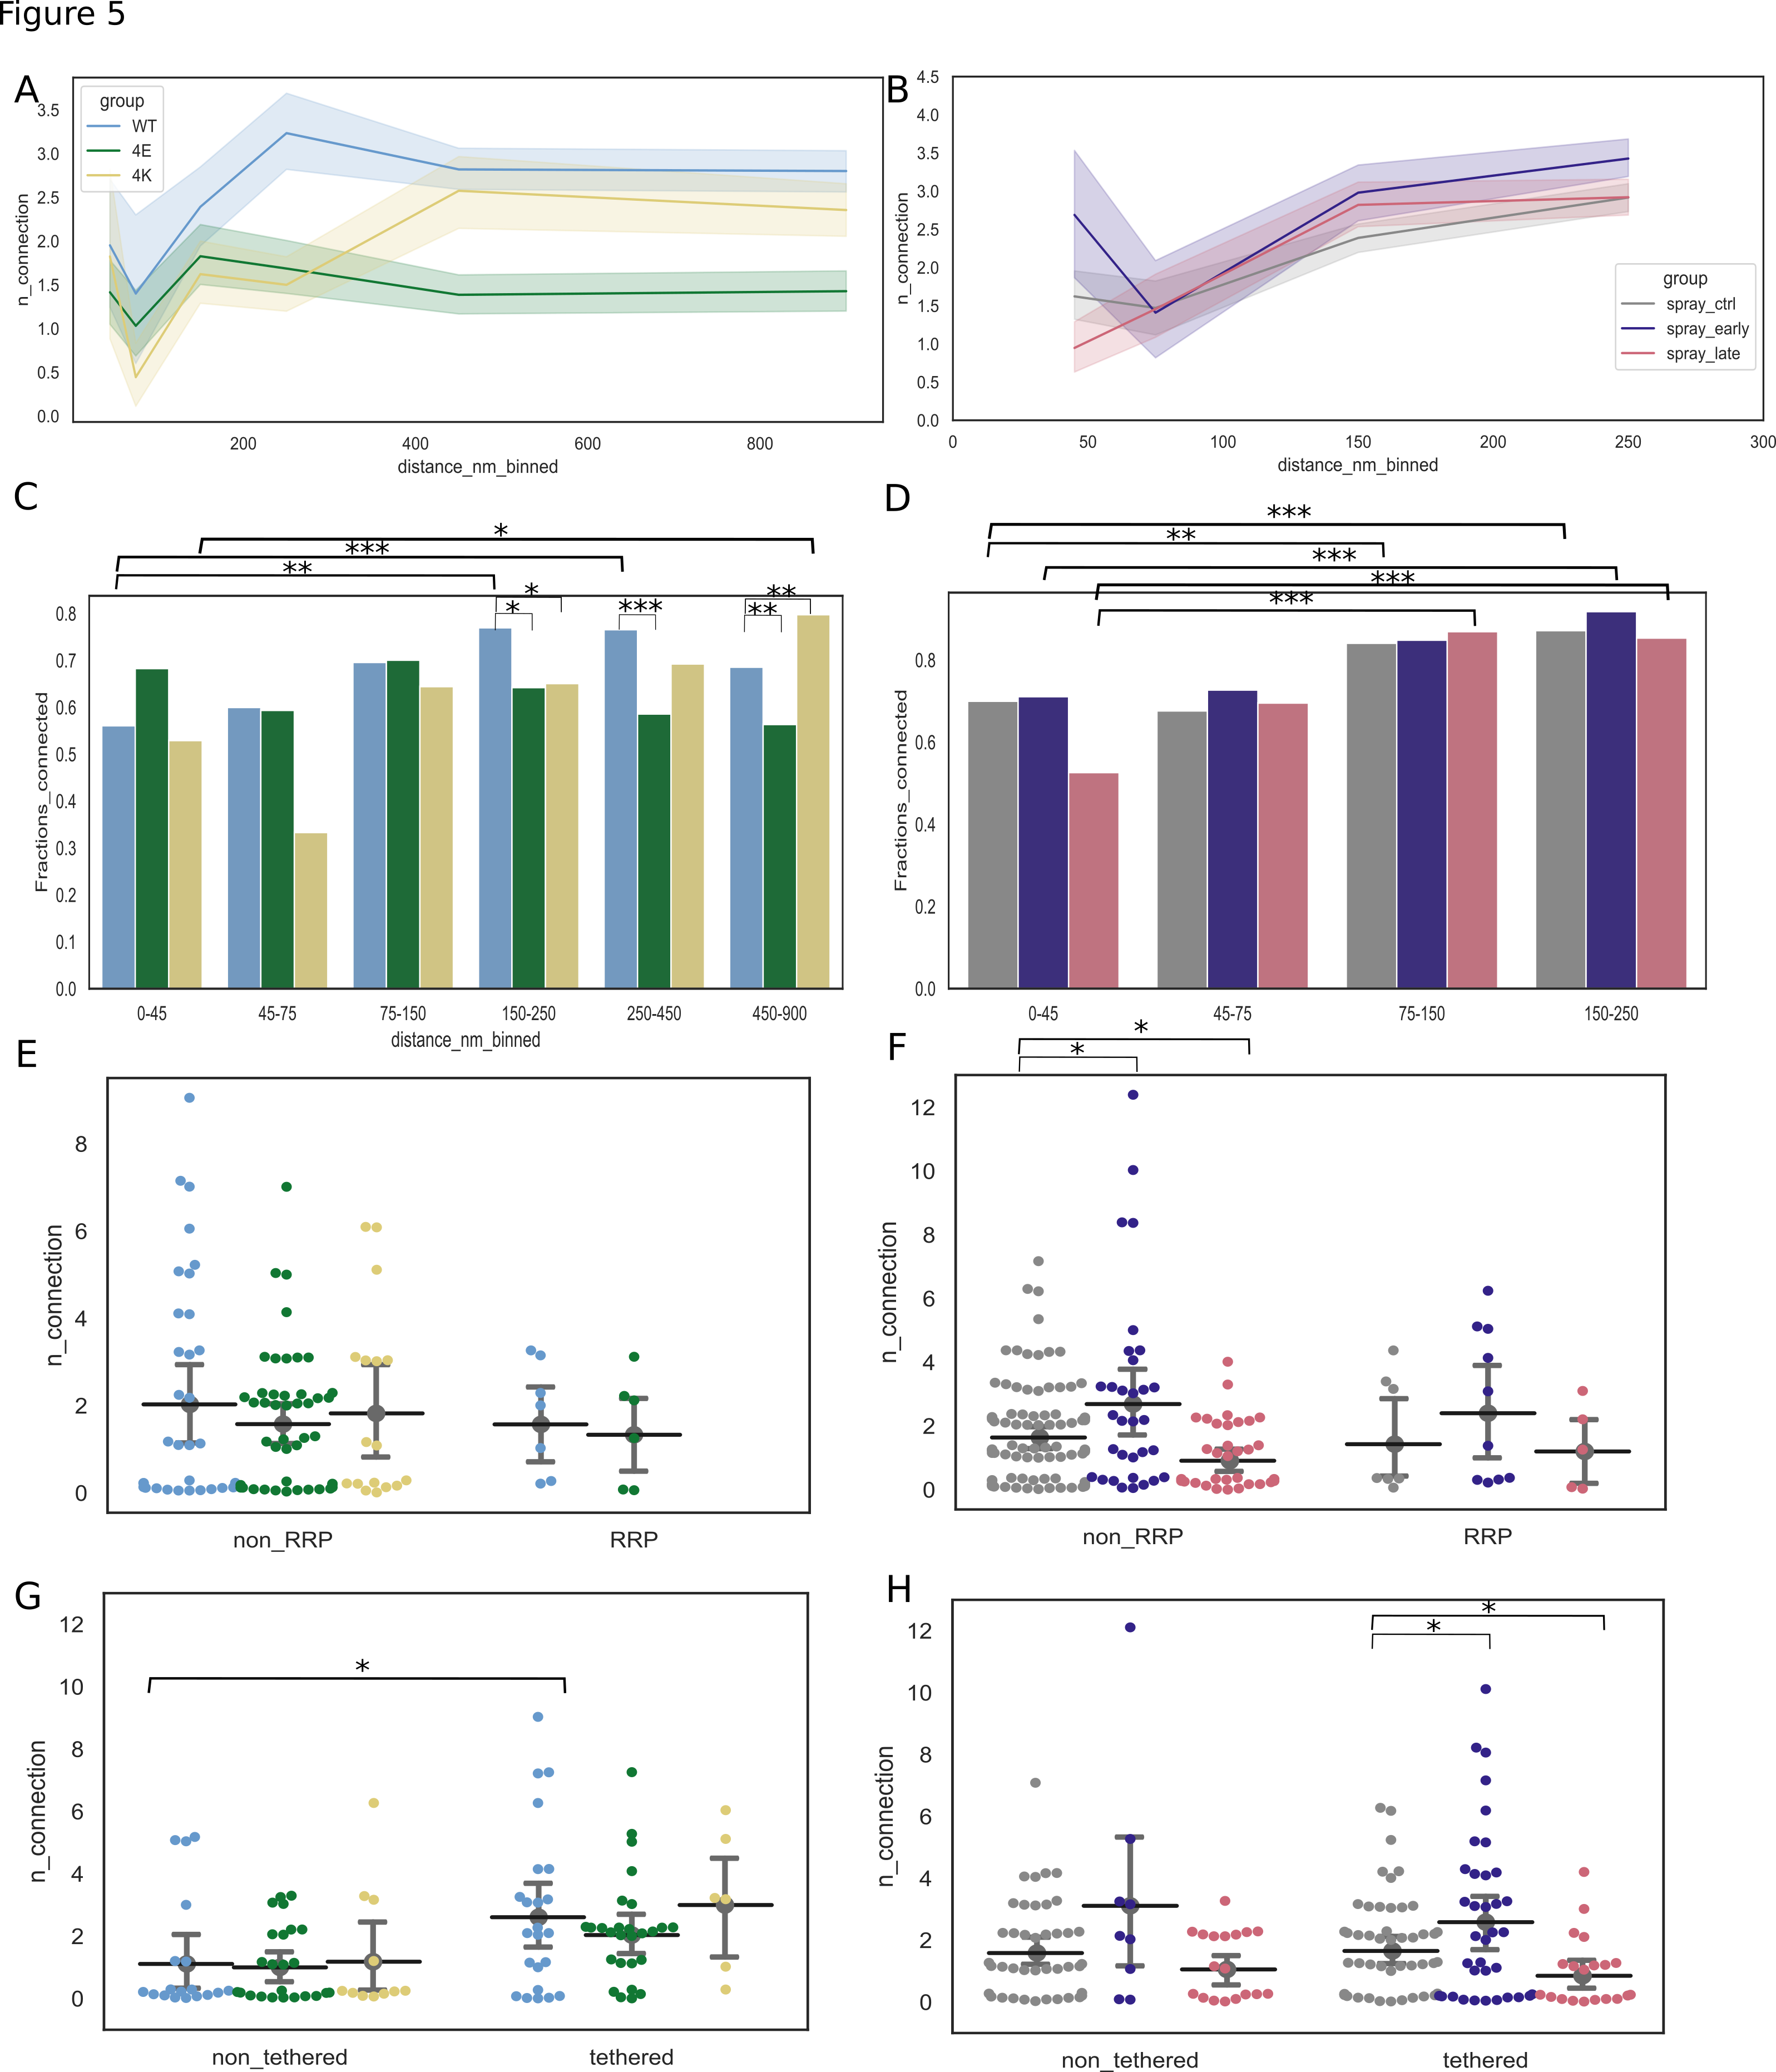 Figure 5
A
group
WT
4E
4K
3.5
3.0
2.5
2.0
1.5
1.0
0.5
0.0
n_connection
200 400 600 800
distance_nm_binned
B
4.5
4.0
3.5
3.0
2.5
2.0
1.5
1.0
0.5
0.0
n_connection
group
spray_ctrl
spray_early
spray_late
0 50 100 150 200 250 300
distance_nm_binned
C
*
***
**
*
*
***
**
**
0.8
0.7
0.6
0.5
0.4
0.3
0.2
0.1
0.0
Fractions_connected
0-45 45-75 75-150 150-250 250-450 450-900
distance_nm_binned
D
***
**
***
***
***
0.8
0.6
0.4
0.2
0.0
Fractions_connected
0-45 45-75 75-150 150-250
E
8
6
4
2
0
n_connection
non_RRP RRP
F
*
*
12
10
8
6
4
2
0
n_connection
non_RRP RRP
G
*
12
10
8
6
4
2
0
n_connection
non_tethered tethered
H
*
*
12
10
8
6
4
2
0
n_connection
non_tethered tethered